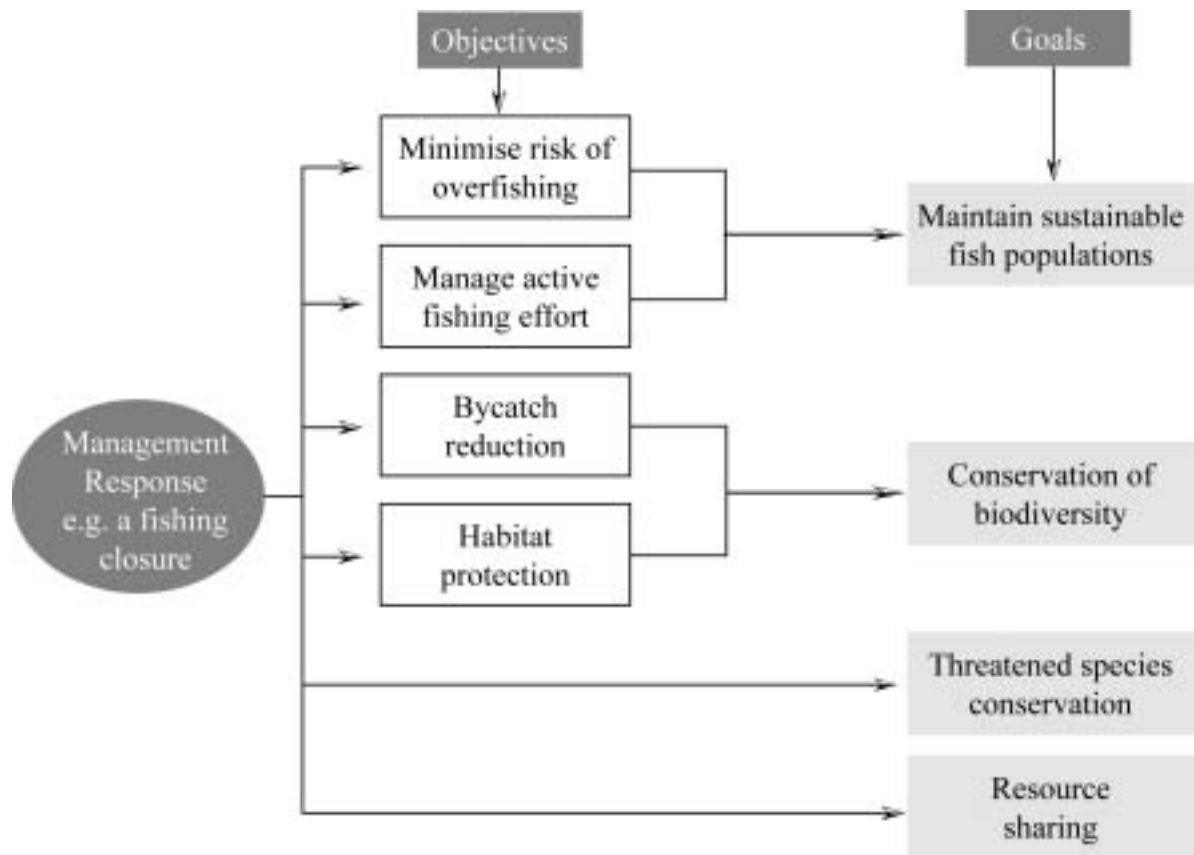 Objectives
Goals
Minimise risk of
overfishing
Maintain sustainable
fish populations
Manage active
fishing effort
Management
Response
e.g. a fishing
closure
Bycatch
reduction
Conservation of
biodiversity
Habitat
protection
Threatened species
conservation
Resource
sharing